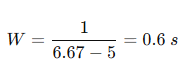 W = 1 / (6.67 − 5) = 0.6 s